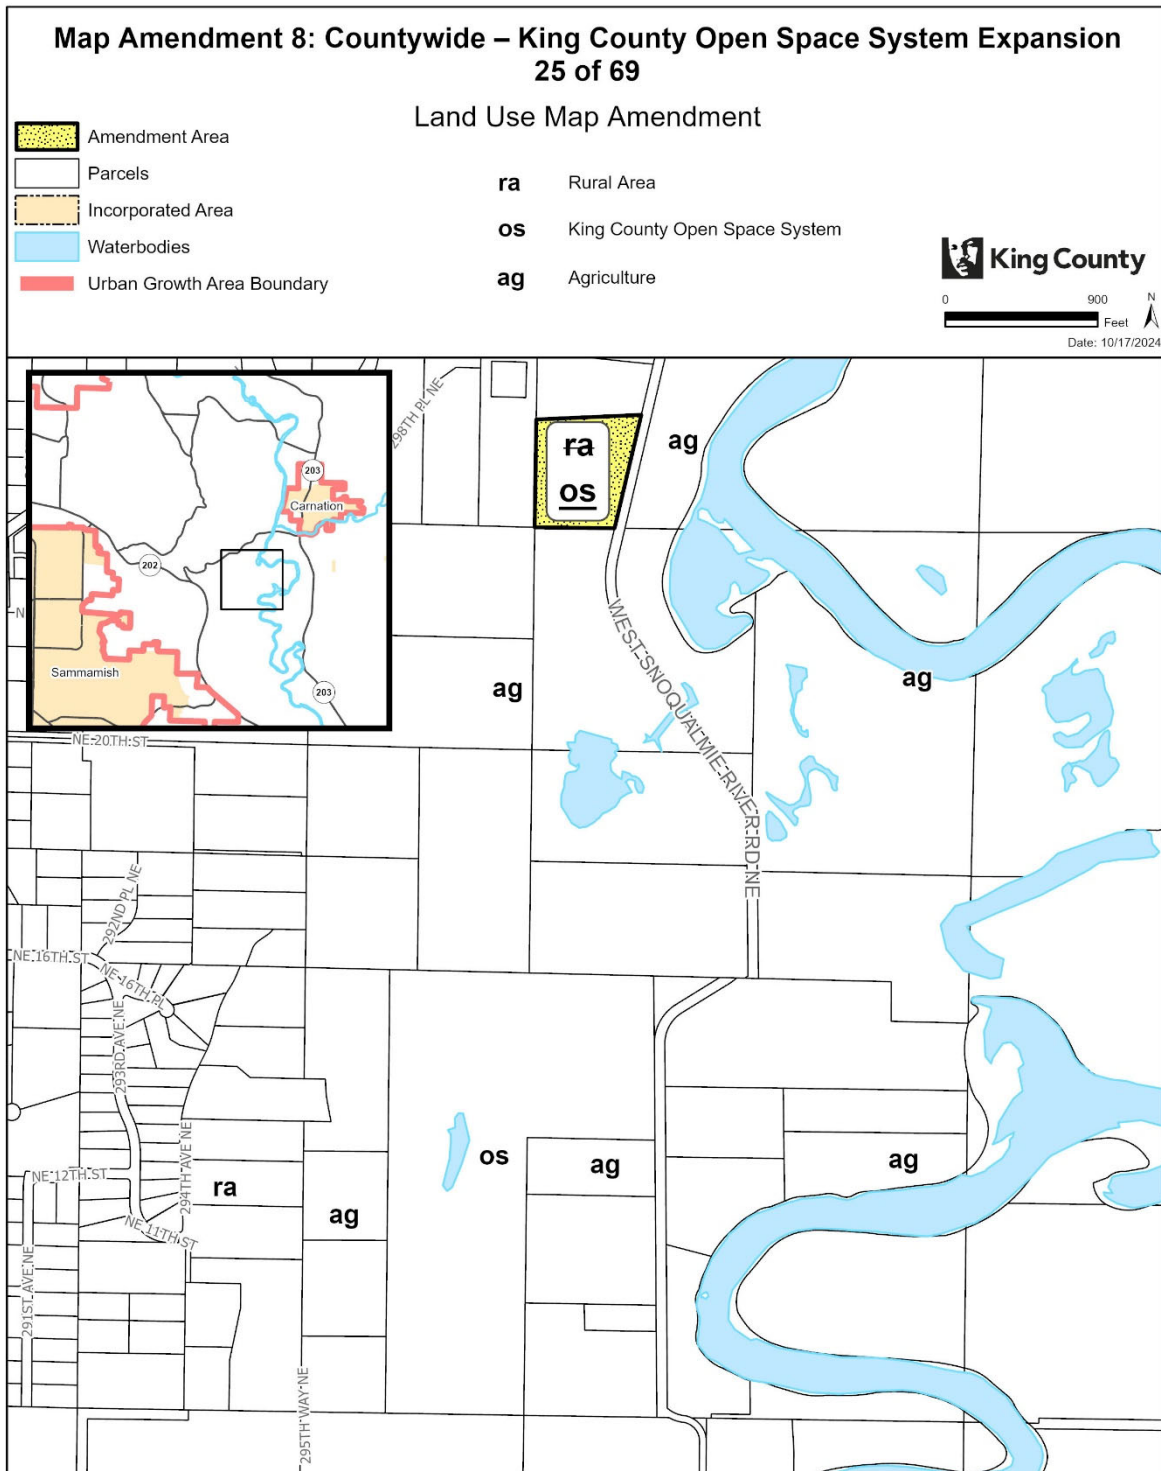 Map Amendment 8: Countywide – King County Open Space System Expansion
25 of 69
Land Use Map Amendment
Amendment Area
Parcels
Incorporated Area
Waterbodies
Urban Growth Area Boundary
ra Rural Area
os King County Open Space System
ag Agriculture
King County
0 900
Feet
N
Date: 10/17/2024
203
Carnation
202
Sammamish
203
N
298TH PL NE
ra
os
ag
WEST SNOQUALMIE RIVER RD NE
ag
ag
NE 20TH ST
292ND PL NE
NE 16TH ST
NE 16TH PL
293RD AVE NE
294TH AVE NE
NE 12TH ST
NE 11TH ST
291ST AVE NE
295TH WAY NE
ra
ag
os
ag
ag